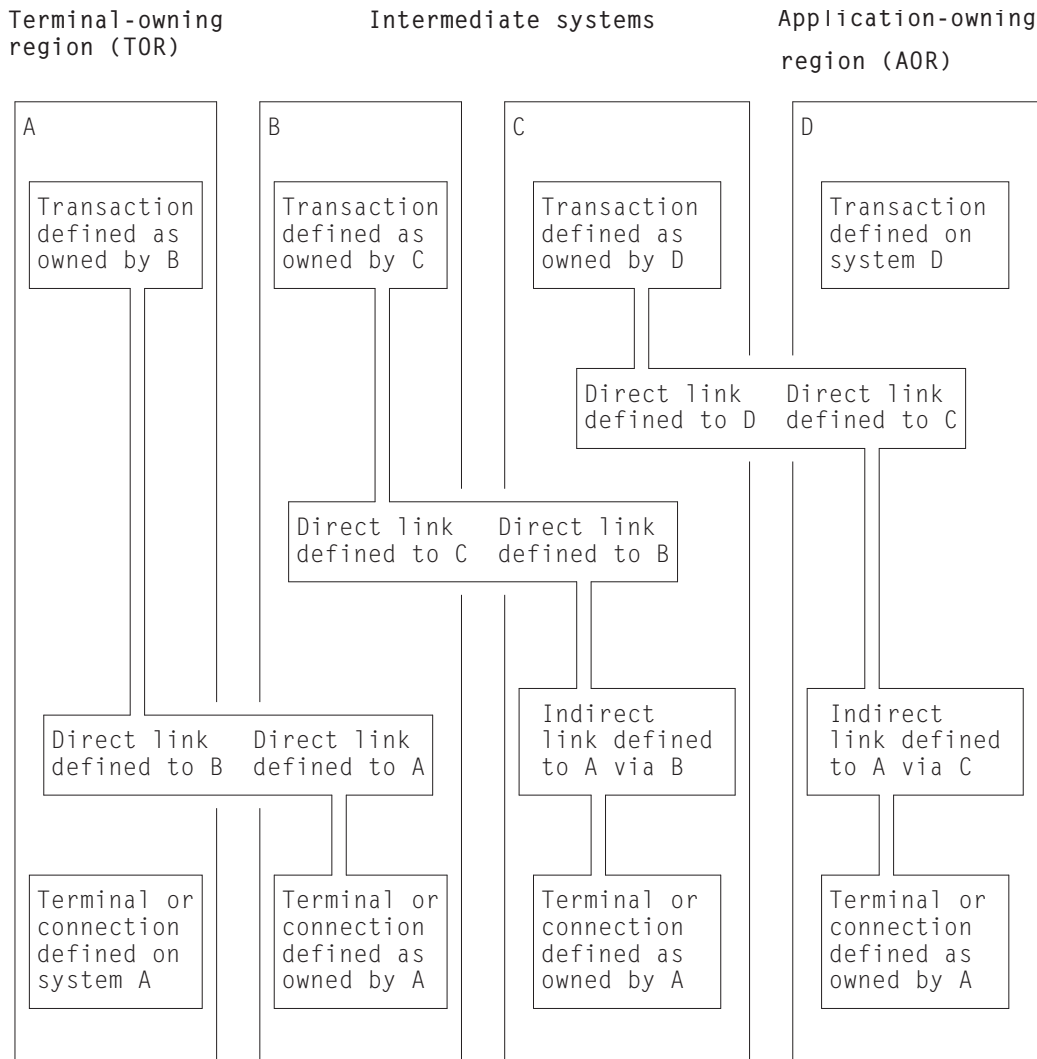 Terminal-owning
region (TOR)
Intermediate systems
Application-owning
region (AOR)
A
B
C
D
Transaction
defined as
owned by B
Transaction
defined as
owned by C
Transaction
defined as
owned by D
Transaction
defined on
system D
Direct link
defined to D
Direct link
defined to C
Direct link
defined to C
Direct link
defined to B
Direct link
defined to B
Direct link
defined to A
Indirect
link defined
to A via B
Indirect
link defined
to A via C
Terminal or
connection
defined on
system A
Terminal or
connection
defined as
owned by A
Terminal or
connection
defined as
owned by A
Terminal or
connection
defined as
owned by A